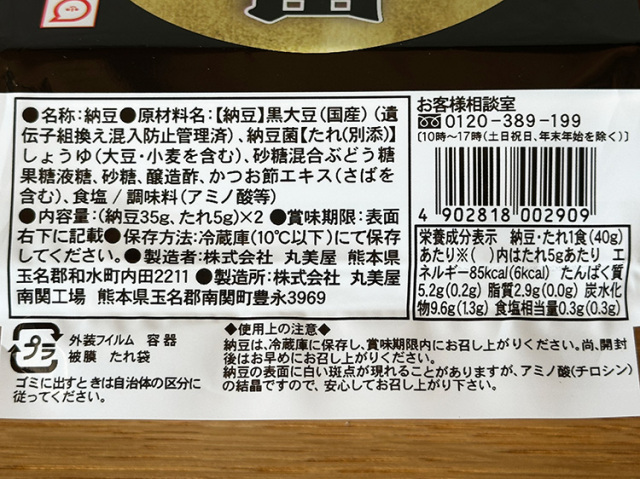 ●名称:納豆●原材料名:【納豆】黒大豆(国産)(遺
伝子組換え混入防止管理済)、納豆菌【たれ(別添)】
しょうゆ(大豆・小麦を含む)、砂糖混合ぶどう糖
果糖液糖、砂糖、醸造酢、かつお節エキス(さばを
含む)、食塩/調味料(アミノ酸等)
●内容量:(納豆35g、たれ5g)×2 ●賞味期限:表面
右下に記載●保存方法:冷蔵庫(10℃以下)にて保存
してください。●製造者:株式会社 丸美屋 熊本県
玉名郡和水町内田2211 ●製造所:株式会社 丸美屋
南関工場 熊本県玉名郡南関町豊永3969
お客様相談室
0120-389-199
[10時〜17時(土日祝日、年末年始を除く)]
4 902818 002909
栄養成分表示 納豆・たれ1食(40g)
あたり※( )内はたれ5gあたり エ
ネルギー85kcal(6kcal) たんぱく質
5.2g(0.2g) 脂質2.9g(0.0g) 炭水化
物9.6g(1.3g) 食塩相当量0.3g(0.3g)
プラ
外装フィルム 容器
被膜 たれ袋
ゴミに出すときは自治体の区分に
従ってください。
◆使用上の注意◆
納豆は、冷蔵庫に保存し、賞味期限内にお召し上がりください。尚、開封
後はお早めにお召し上がりください。
納豆の表面に白い斑点が現れることがありますが、アミノ酸(チロシン)
の結晶ですので、安心してお召し上がり下さい。